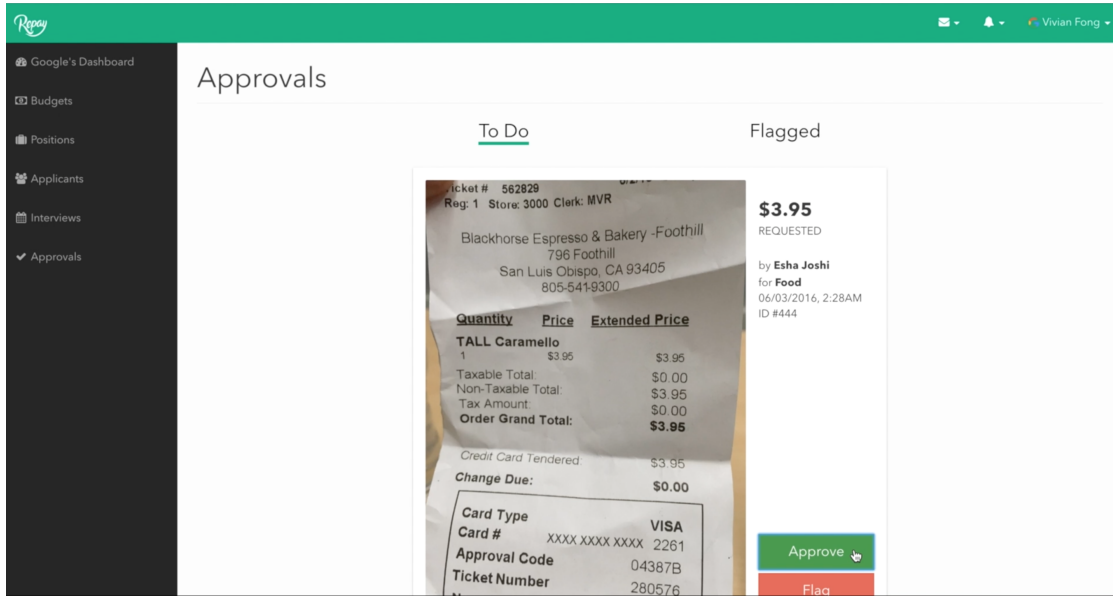 Repay
Vivian Fong
Google's Dashboard
Budgets
Positions
Applicants
Interviews
Approvals
Approvals
To Do
Flagged
Ticket # 562829
Reg: 1 Store: 3000 Clerk: MVR
Blackhorse Espresso & Bakery -Foothill
796 Foothill
San Luis Obispo, CA 93405
805-541-9300
Quantity Price Extended Price
TALL Caramello
1 $3.95 $3.95
Taxable Total: $0.00
Non-Taxable Total: $3.95
Tax Amount: $0.00
Order Grand Total: $3.95
Credit Card Tendered: $3.95
Change Due: $0.00
Card Type VISA
Card # XXXX XXXX XXXX 2261
Approval Code 04387B
Ticket Number 280576
$3.95
REQUESTED
by Esha Joshi
for Food
06/03/2016, 2:28AM
ID #444
Approve
Flag